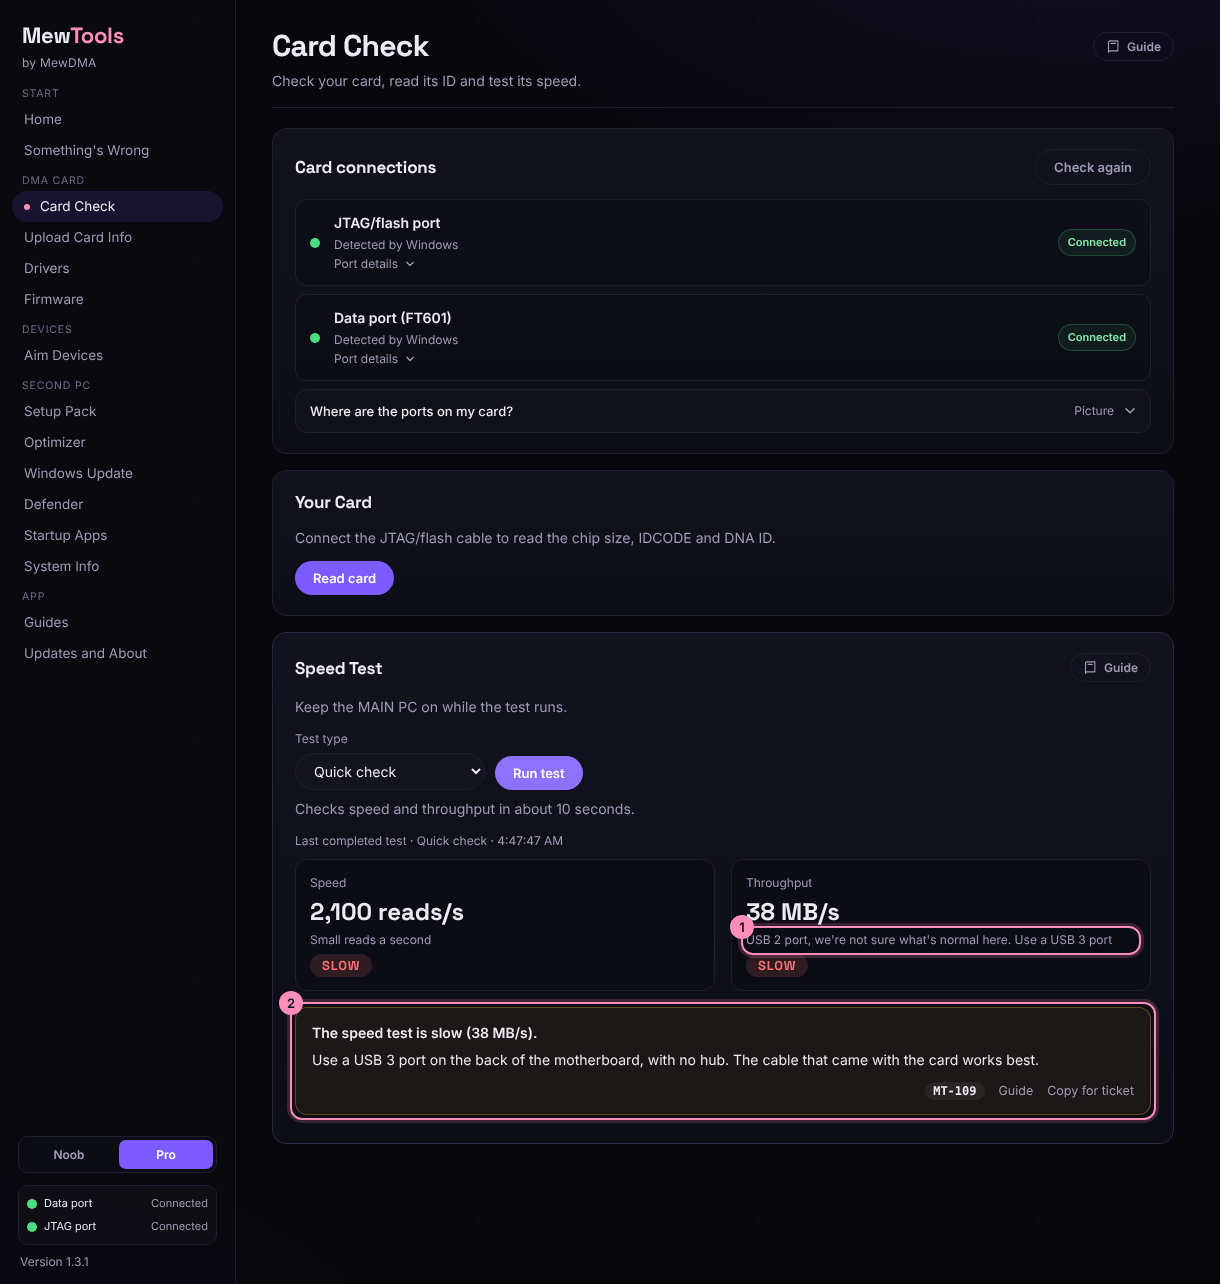 MewTools
by MewDMA
START
Home
Something's Wrong
DMA CARD
Card Check
Upload Card Info
Drivers
Firmware
DEVICES
Aim Devices
SECOND PC
Setup Pack
Optimizer
Windows Update
Defender
Startup Apps
System Info
APP
Guides
Updates and About
Noob Pro
Data port Connected
JTAG port Connected
Version 1.3.1
Card Check
Guide
Check your card, read its ID and test its speed.
Card connections
Check again
JTAG/flash port
Detected by Windows
Port details
Connected
Data port (FT601)
Detected by Windows
Port details
Connected
Where are the ports on my card? Picture
Your Card
Connect the JTAG/flash cable to read the chip size, IDCODE and DNA ID.
Read card
Speed Test
Guide
Keep the MAIN PC on while the test runs.
Test type
Quick check Run test
Checks speed and throughput in about 10 seconds.
Last completed test · Quick check · 4:47:47 AM
Speed
2,100 reads/s
Small reads a second
SLOW
Throughput
38 MB/s
1
USB 2 port, we're not sure what's normal here. Use a USB 3 port
SLOW
2
The speed test is slow (38 MB/s).
Use a USB 3 port on the back of the motherboard, with no hub. The cable that came with the card works best.
MT-109 Guide Copy for ticket